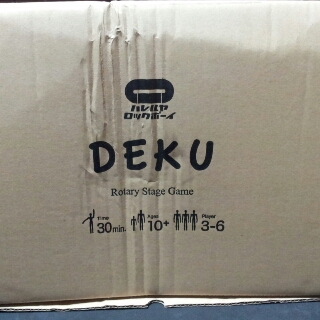 ハレルヤ
ロックボーイ
DEKU
Rotary Stage Game
Time 30min. Ages 10+ Player 3-6